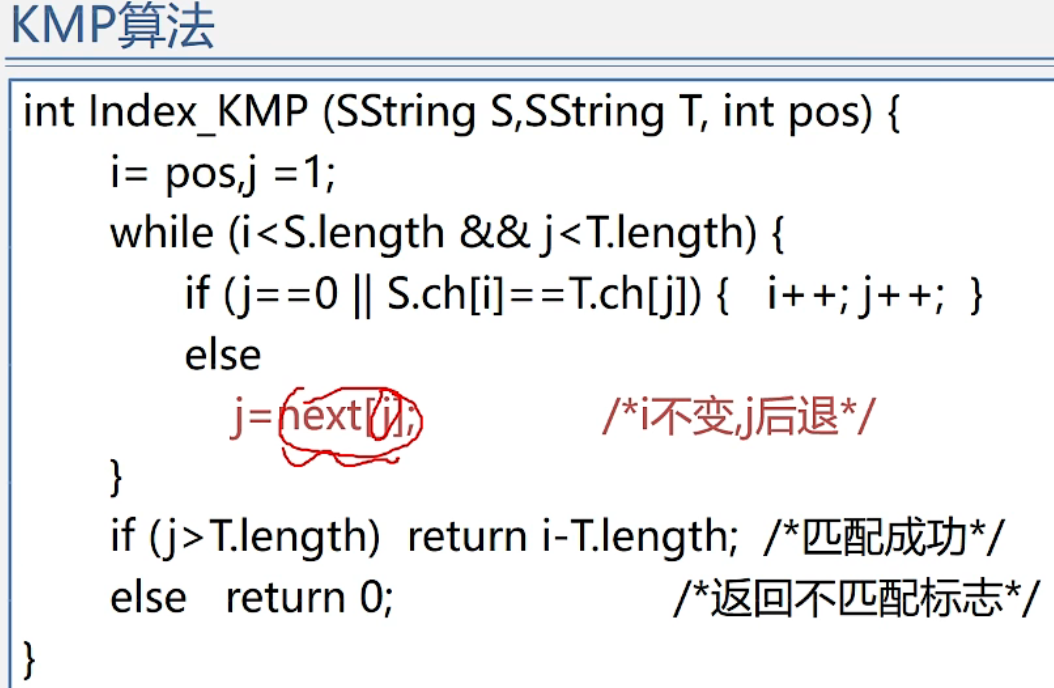 KMP算法
int Index_KMP (SString S,SString T, int pos) {
i= pos,j =1;
while (i<S.length && j<T.length) {
if (j==0 || S.ch[i]==T.ch[j]) { i++; j++; }
else
j=next[j]; /*i不变,j后退*/
}
if (j>T.length) return i-T.length; /*匹配成功*/
else return 0; /*返回不匹配标志*/
}